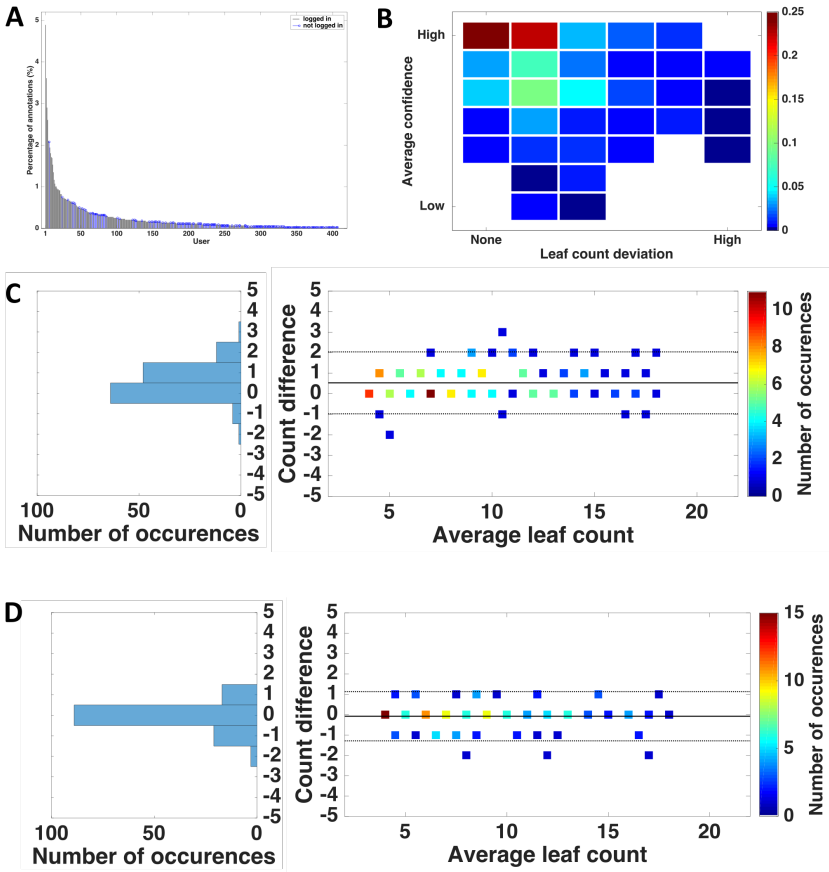 A
logged in
not logged in
Percentage of annotations (%)
5
4
3
2
1
0
1 50 100 150 200 250 300 350 400
User
B
High
Low
Average confidence
None High
Leaf count deviation
0.25
0.2
0.15
0.1
0.05
0
C
5
4
3
2
1
0
-1
-2
-3
-4
-5
100 50 0
Number of occurences
Count difference
5
4
3
2
1
0
-1
-2
-3
-4
-5
5 10 15 20
Average leaf count
10
8
6
4
2
0
Number of occurences
D
5
4
3
2
1
0
-1
-2
-3
-4
-5
100 50 0
Number of occurences
Count difference
5
4
3
2
1
0
-1
-2
-3
-4
-5
5 10 15 20
Average leaf count
15
10
5
0
Number of occurences